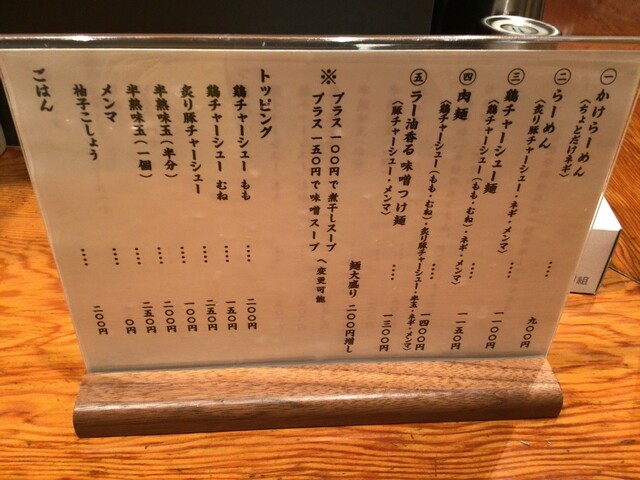 ㊀ かけらーめん
(ちょとだけネギ)
㊁ らーめん ‥‥ 九〇〇円
(炙り豚チャーシュー・ネギ・メンマ)
㊂ 鶏チャーシュー麺 ‥‥ 一一〇〇円
(鶏チャーシュー(もも・むね)・ネギ・メンマ)
㊃ 肉麺 ‥‥ 一一五〇円
(鶏チャーシュー(もも・むね)・炙り豚チャーシュー・半玉・ネギ・メンマ)
‥‥ 一四〇〇円
㊄ ラー油香る味噌つけ麺
(豚チャーシュー・メンマ)
‥‥ 一三〇〇円
麺大盛り 二〇〇円増し
※ プラス一〇〇円で煮干しスープ
プラス一五〇円で味噌スープ へ変更可能
トッピング
鶏チャーシュー もも ‥‥ 二〇〇円
鶏チャーシュー むね ‥‥ 一五〇円
炙り豚チャーシュー ‥‥ 二五〇円
半熟味玉(半分) ‥‥ 一〇〇円
半熟味玉(一個) ‥‥ 二〇〇円
メンマ ‥‥ 二五〇円
柚子こしょう ‥‥ 〇円
ごはん ‥‥ 二〇〇円
組